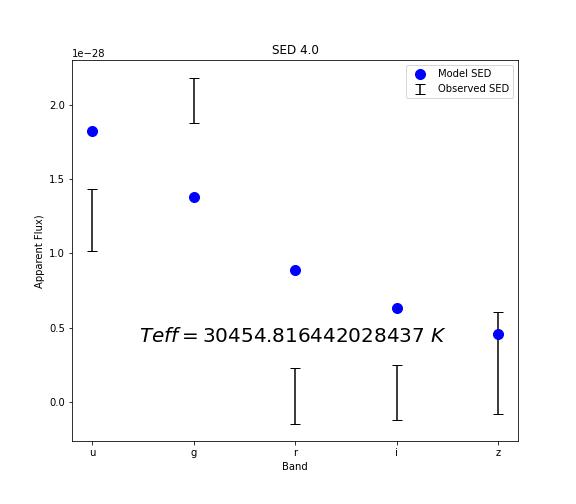 SED 4.0
1e−28
Model SED
Observed SED
2.0
1.5
1.0
0.5
0.0
Apparent Flux)
Teff = 30454.816442028437 K
u g r i z
Band